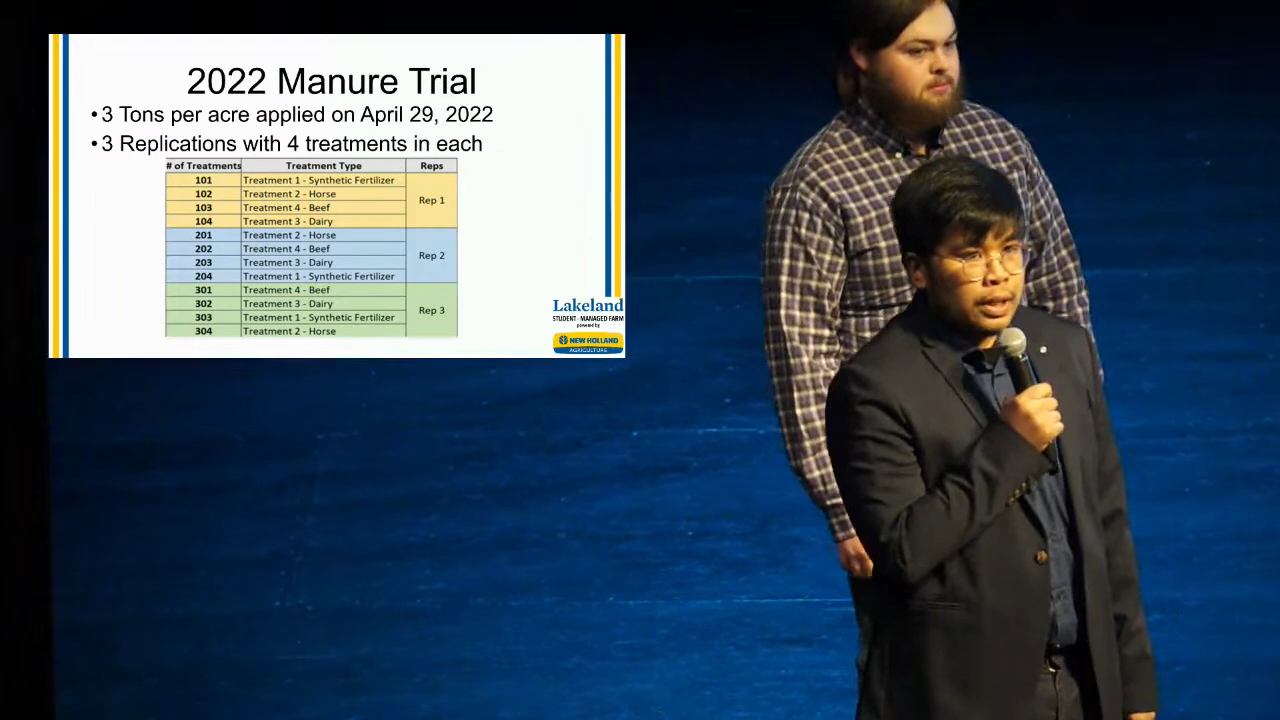 2022 Manure Trial
• 3 Tons per acre applied on April 29, 2022
• 3 Replications with 4 treatments in each
# of Treatments Treatment Type Reps
101 Treatment 1 - Synthetic Fertilizer
102 Treatment 2 - Horse
Rep 1
103 Treatment 4 - Beef
104 Treatment 3 - Dairy
201 Treatment 2 - Horse
202 Treatment 4 - Beef
Rep 2
203 Treatment 3 - Dairy
204 Treatment 1 - Synthetic Fertilizer
301 Treatment 4 - Beef
302 Treatment 3 - Dairy
Rep 3
303 Treatment 1 - Synthetic Fertilizer
304 Treatment 2 - Horse
Lakeland
STUDENT - MANAGED FARM
powered by
NEW HOLLAND
AGRICULTURE